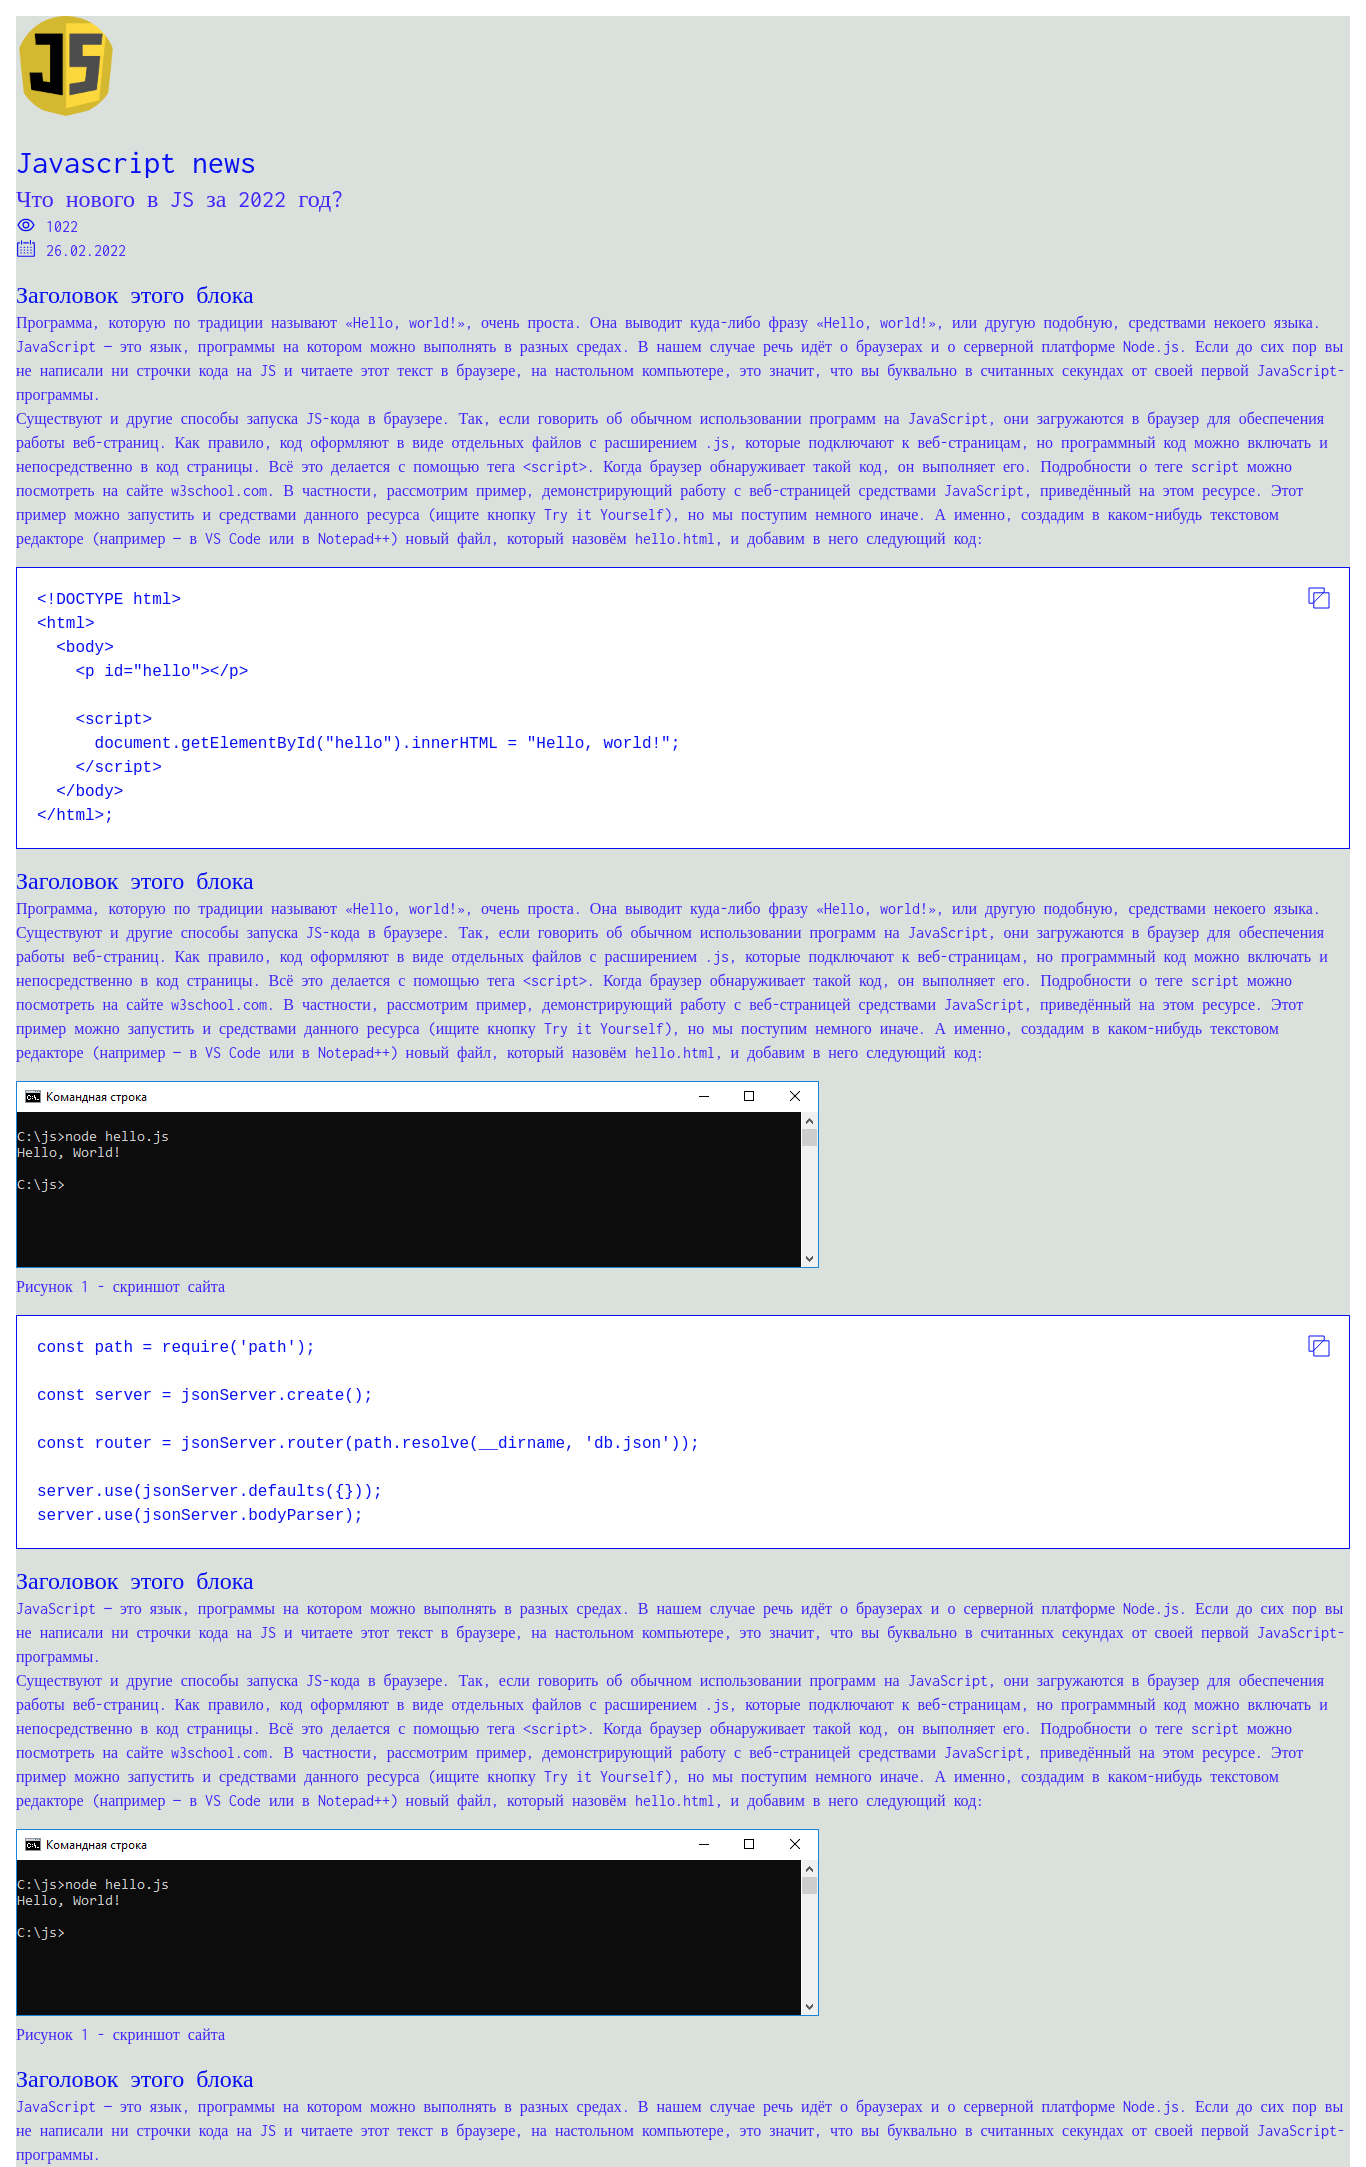 JS
Javascript news
Что нового в JS за 2022 год?
1022
26.02.2022
Заголовок этого блока
Программа, которую по традиции называют «Hello, world!», очень проста. Она выводит куда-либо фразу «Hello, world!», или другую подобную, средствами некоего языка.
JavaScript — это язык, программы на котором можно выполнять в разных средах. В нашем случае речь идёт о браузерах и о серверной платформе Node.js. Если до сих пор вы
не написали ни строчки кода на JS и читаете этот текст в браузере, на настольном компьютере, это значит, что вы буквально в считанных секундах от своей первой JavaScript-
программы.
Существуют и другие способы запуска JS-кода в браузере. Так, если говорить об обычном использовании программ на JavaScript, они загружаются в браузер для обеспечения
работы веб-страниц. Как правило, код оформляют в виде отдельных файлов с расширением .js, которые подключают к веб-страницам, но программный код можно включать и
непосредственно в код страницы. Всё это делается с помощью тега <script>. Когда браузер обнаруживает такой код, он выполняет его. Подробности о теге script можно
посмотреть на сайте w3school.com. В частности, рассмотрим пример, демонстрирующий работу с веб-страницей средствами JavaScript, приведённый на этом ресурсе. Этот
пример можно запустить и средствами данного ресурса (ищите кнопку Try it Yourself), но мы поступим немного иначе. А именно, создадим в каком-нибудь текстовом
редакторе (например — в VS Code или в Notepad++) новый файл, который назовём hello.html, и добавим в него следующий код:
<!DOCTYPE html>
<html>
  <body>
    <p id="hello"></p>

    <script>
      document.getElementById("hello").innerHTML = "Hello, world!";
    </script>
  </body>
</html>;
Заголовок этого блока
Программа, которую по традиции называют «Hello, world!», очень проста. Она выводит куда-либо фразу «Hello, world!», или другую подобную, средствами некоего языка.
Существуют и другие способы запуска JS-кода в браузере. Так, если говорить об обычном использовании программ на JavaScript, они загружаются в браузер для обеспечения
работы веб-страниц. Как правило, код оформляют в виде отдельных файлов с расширением .js, которые подключают к веб-страницам, но программный код можно включать и
непосредственно в код страницы. Всё это делается с помощью тега <script>. Когда браузер обнаруживает такой код, он выполняет его. Подробности о теге script можно
посмотреть на сайте w3school.com. В частности, рассмотрим пример, демонстрирующий работу с веб-страницей средствами JavaScript, приведённый на этом ресурсе. Этот
пример можно запустить и средствами данного ресурса (ищите кнопку Try it Yourself), но мы поступим немного иначе. А именно, создадим в каком-нибудь текстовом
редакторе (например — в VS Code или в Notepad++) новый файл, который назовём hello.html, и добавим в него следующий код:
Командная строка
C:\js>node hello.js
Hello, World!
C:\js>
Рисунок 1 - скриншот сайта
const path = require('path');

const server = jsonServer.create();

const router = jsonServer.router(path.resolve(__dirname, 'db.json'));

server.use(jsonServer.defaults({}));
server.use(jsonServer.bodyParser);
Заголовок этого блока
JavaScript — это язык, программы на котором можно выполнять в разных средах. В нашем случае речь идёт о браузерах и о серверной платформе Node.js. Если до сих пор вы
не написали ни строчки кода на JS и читаете этот текст в браузере, на настольном компьютере, это значит, что вы буквально в считанных секундах от своей первой JavaScript-
программы.
Существуют и другие способы запуска JS-кода в браузере. Так, если говорить об обычном использовании программ на JavaScript, они загружаются в браузер для обеспечения
работы веб-страниц. Как правило, код оформляют в виде отдельных файлов с расширением .js, которые подключают к веб-страницам, но программный код можно включать и
непосредственно в код страницы. Всё это делается с помощью тега <script>. Когда браузер обнаруживает такой код, он выполняет его. Подробности о теге script можно
посмотреть на сайте w3school.com. В частности, рассмотрим пример, демонстрирующий работу с веб-страницей средствами JavaScript, приведённый на этом ресурсе. Этот
пример можно запустить и средствами данного ресурса (ищите кнопку Try it Yourself), но мы поступим немного иначе. А именно, создадим в каком-нибудь текстовом
редакторе (например — в VS Code или в Notepad++) новый файл, который назовём hello.html, и добавим в него следующий код:
Командная строка
C:\js>node hello.js
Hello, World!
C:\js>
Рисунок 1 - скриншот сайта
Заголовок этого блока
JavaScript — это язык, программы на котором можно выполнять в разных средах. В нашем случае речь идёт о браузерах и о серверной платформе Node.js. Если до сих пор вы
не написали ни строчки кода на JS и читаете этот текст в браузере, на настольном компьютере, это значит, что вы буквально в считанных секундах от своей первой JavaScript-
программы.